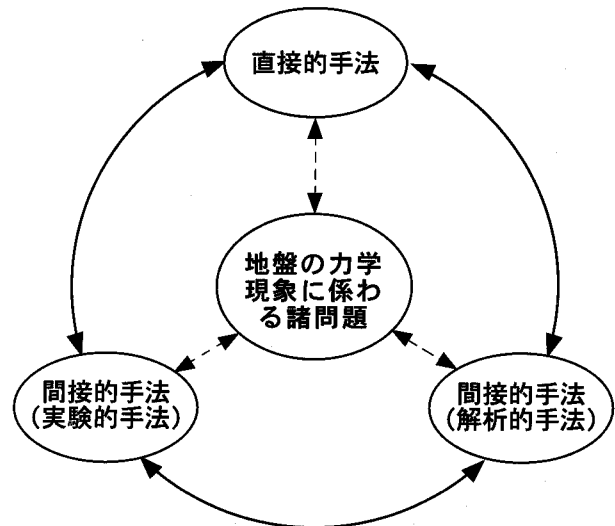 直接的手法
地盤の力学
現象に係わ
る諸問題
間接的手法
(実験的手法)
間接的手法
(解析的手法)